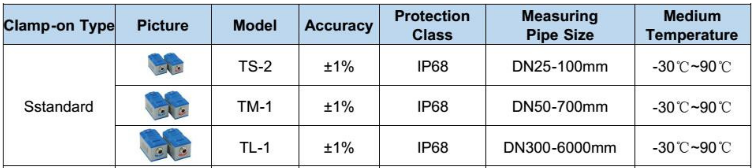 Clamp-on Type Picture Model Accuracy Protection Class Measuring Pipe Size Medium Temperature
Sstandard
TS-2 ±1% IP68 DN25-100mm -30℃~90℃
TM-1 ±1% IP68 DN50-700mm -30℃~90℃
TL-1 ±1% IP68 DN300-6000mm -30℃~90℃